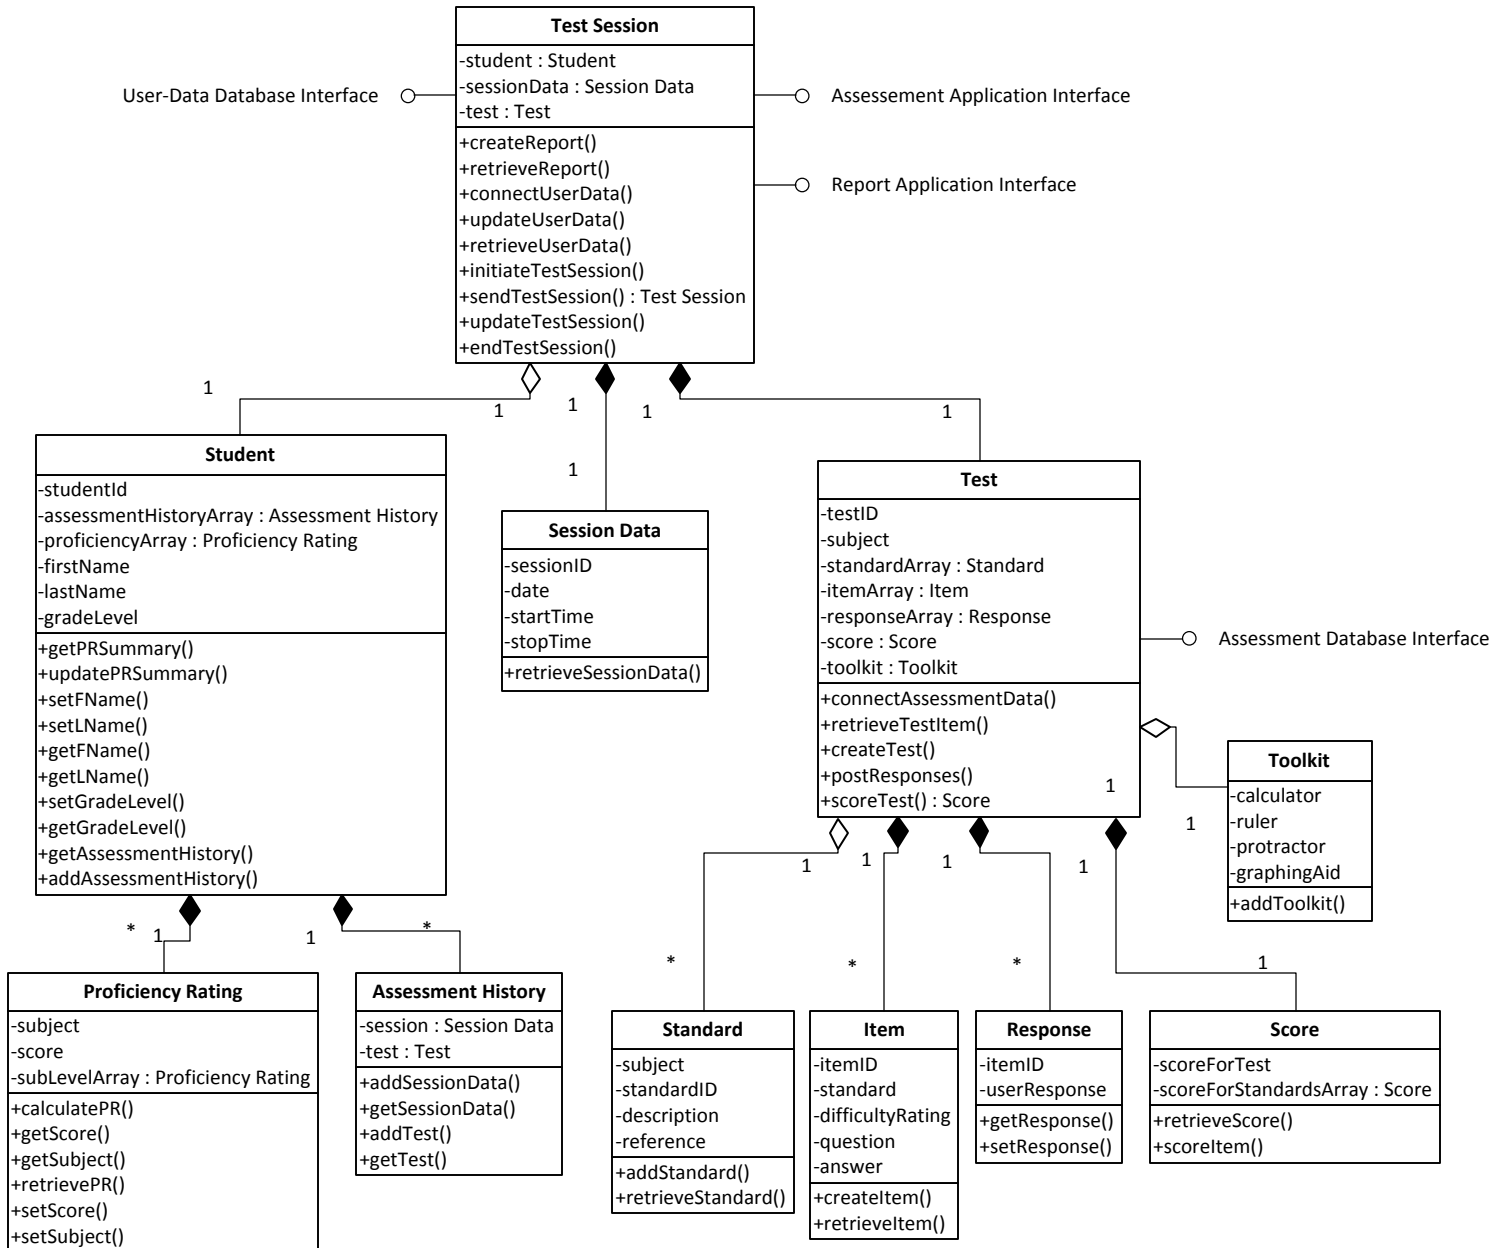 Test Session
-student : Student
-sessionData : Session Data
-test : Test
+createReport()
+retrieveReport()
+connectUserData()
+updateUserData()
+retrieveUserData()
+initiateTestSession()
+sendTestSession() : Test Session
+updateTestSession()
+endTestSession()
User-Data Database Interface
Assessement Application Interface
Report Application Interface
1
1
1
1
1
1
Student
-studentId
-assessmentHistoryArray : Assessment History
-proficiencyArray : Proficiency Rating
-firstName
-lastName
-gradeLevel
+getPRSummary()
+updatePRSummary()
+setFName()
+setLName()
+getFName()
+getLName()
+setGradeLevel()
+getGradeLevel()
+getAssessmentHistory()
+addAssessmentHistory()
Session Data
-sessionID
-date
-startTime
-stopTime
+retrieveSessionData()
Test
-testID
-subject
-standardArray : Standard
-itemArray : Item
-responseArray : Response
-score : Score
-toolkit : Toolkit
+connectAssessmentData()
+retrieveTestItem()
+createTest()
+postResponses()
+scoreTest() : Score
Assessment Database Interface
1
1
Toolkit
-calculator
-ruler
-protractor
-graphingAid
+addToolkit()
1
1
1
1
*
1
1
*
*
*
*
1
Proficiency Rating
-subject
-score
-subLevelArray : Proficiency Rating
+calculatePR()
+getScore()
+getSubject()
+retrievePR()
+setScore()
+setSubject()
Assessment History
-session : Session Data
-test : Test
+addSessionData()
+getSessionData()
+addTest()
+getTest()
Standard
-subject
-standardID
-description
-reference
+addStandard()
+retrieveStandard()
Item
-itemID
-standard
-difficultyRating
-question
-answer
+createItem()
+retrieveItem()
Response
-itemID
-userResponse
+getResponse()
+setResponse()
Score
-scoreForTest
-scoreForStandardsArray : Score
+retrieveScore()
+scoreItem()